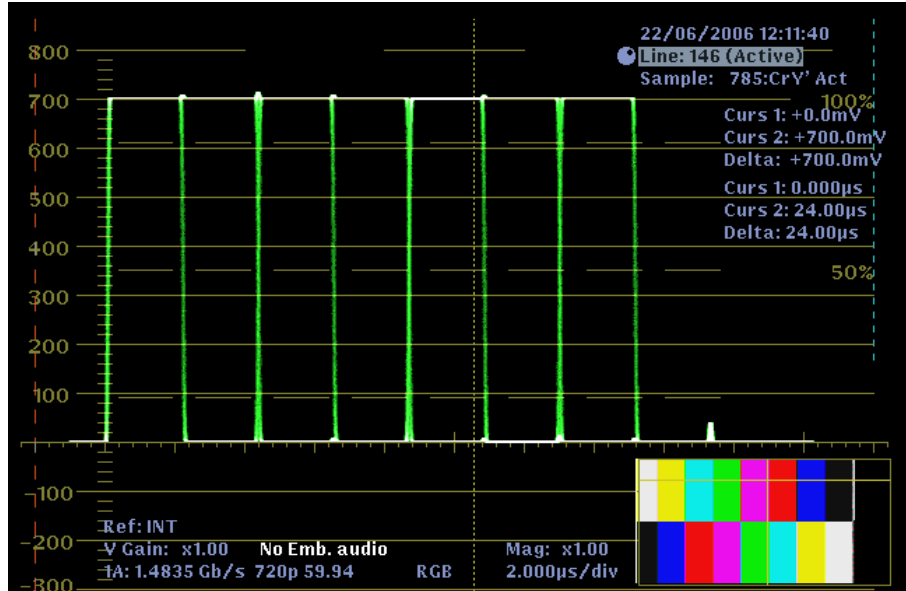 22/06/2006 12:11:40
800
Line: 146 (Active)
Sample: 785:CrY' Act
700
100%
Curs 1: +0.0mV
Curs 2: +700.0mV
600
Delta: +700.0mV
Curs 1: 0.000µs
500
Curs 2: 24.00µs
Delta: 24.00µs
400
50%
300
200
100
0
-100
Ref: INT
-200
V Gain: x1.00 No Emb. audio Mag: x1.00
1A: 1.4835 Gb/s 720p 59.94 RGB 2.000µs/div
-300